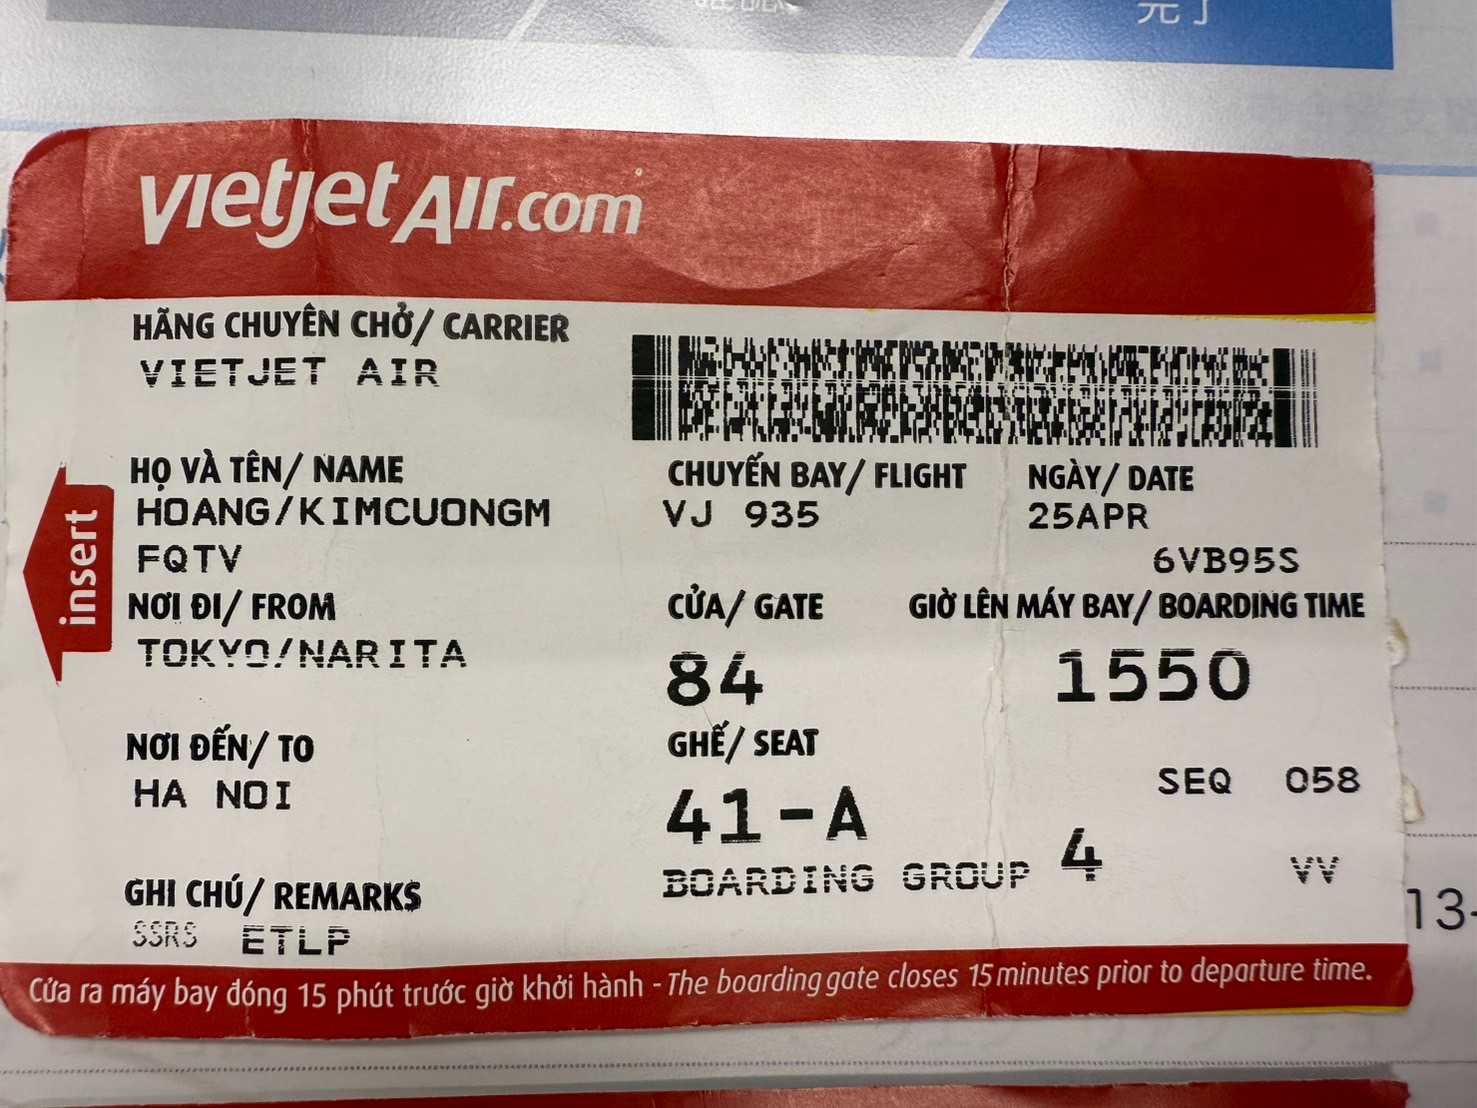 完了
vietjetAir.com
HÃNG CHUYÊN CHỞ/ CARRIER
VIETJET AIR
HỌ VÀ TÊN/ NAME
HOANG/KIMCUONGM
FQTV
CHUYẾN BAY/ FLIGHT
VJ 935
NGÀY/ DATE
25APR
6VB95S
insert
NƠI ĐI/ FROM
TOKYO/NARITA
CỬA/ GATE
84
GIỜ LÊN MÁY BAY/ BOARDING TIME
1550
NƠI ĐẾN/ TO
HA NOI
GHẾ/ SEAT
41-A
SEQ 058
BOARDING GROUP 4
VV
GHI CHÚ/ REMARKS
SSRS ETLP
13-
Cửa ra máy bay đóng 15 phút trước giờ khởi hành - The boarding gate closes 15 minutes prior to departure time.